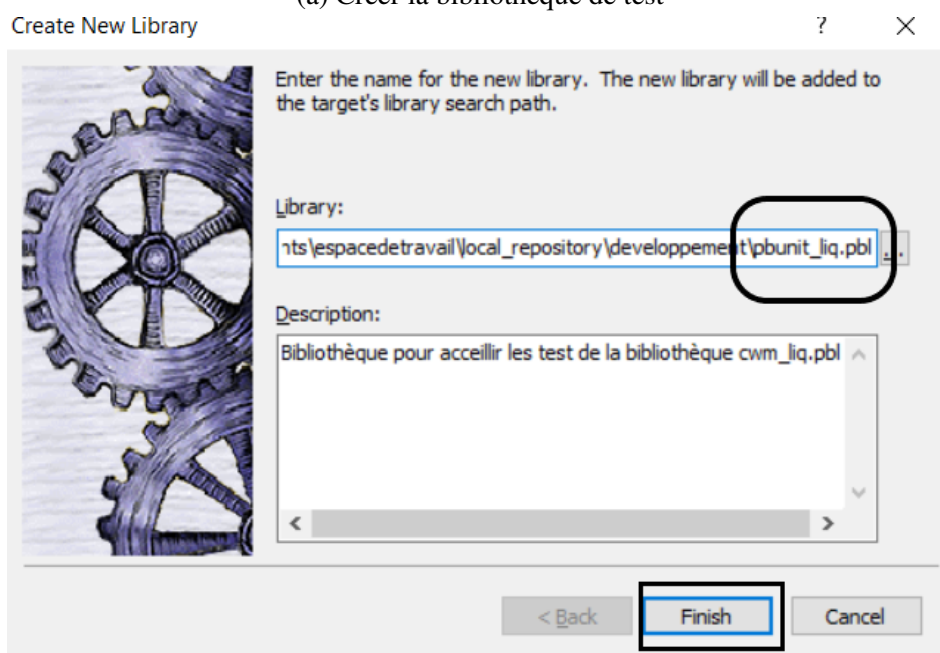 (a) Créer la bibliothèque de test
Create New Library ? ×
Enter the name for the new library. The new library will be added to
the target's library search path.
Library:
nts\espacedetravail\local_repository\developpement\pbunit_liq.pbl ...
Description:
Bibliothèque pour acceillir les test de la bibliothèque cwm_liq.pbl
< Back Finish Cancel